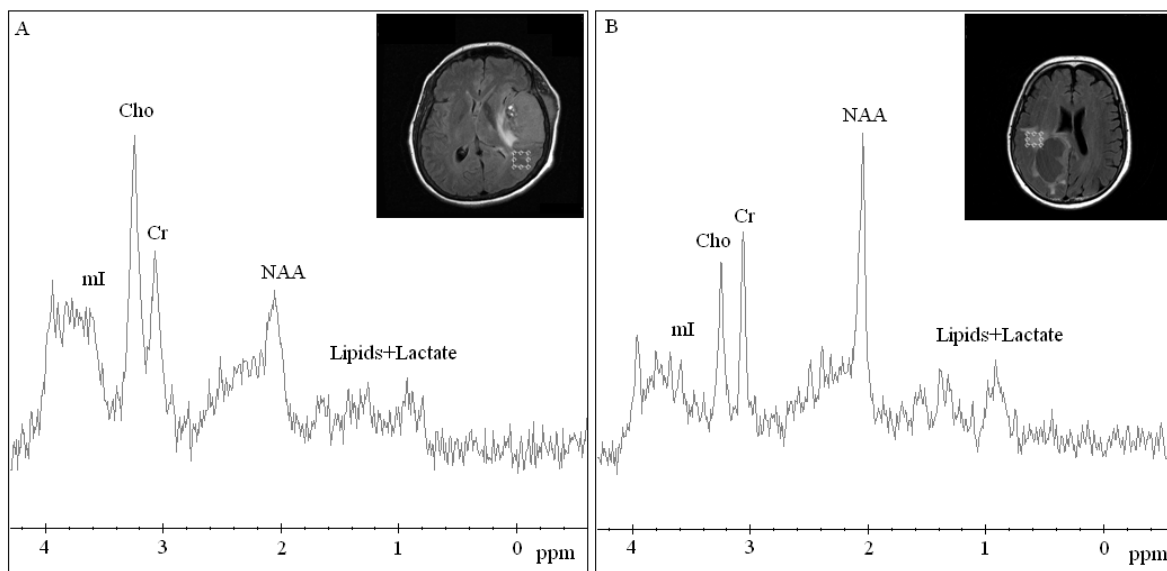 A
Cho
Cr
mI
NAA
Lipids+Lactate
4 3 2 1 0 ppm
B
NAA
Cr
Cho
mI
Lipids+Lactate
4 3 2 1 0 ppm